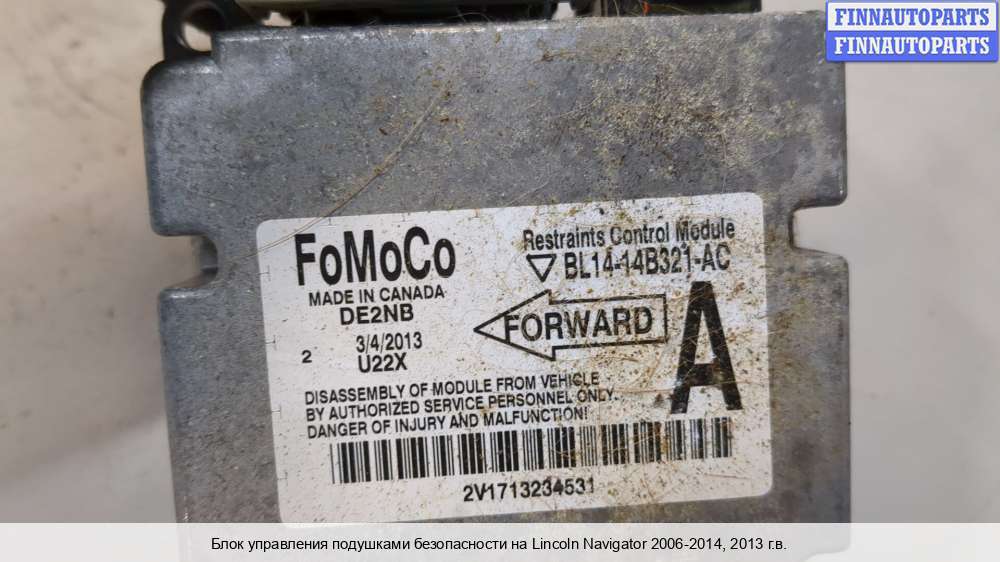 FINNAUTOPARTS
FINNAUTOPARTS
FoMoCo
MADE IN CANADA
DE2NB
3/4/2013
2
U22X
Restraints Control Module
BL14-14B321-AC
FORWARD
A
DISASSEMBLY OF MODULE FROM VEHICLE
BY AUTHORIZED SERVICE PERSONNEL ONLY.
DANGER OF INJURY AND MALFUNCTION!
2V1713234531
Блок управления подушками безопасности на Lincoln Navigator 2006-2014, 2013 г.в.